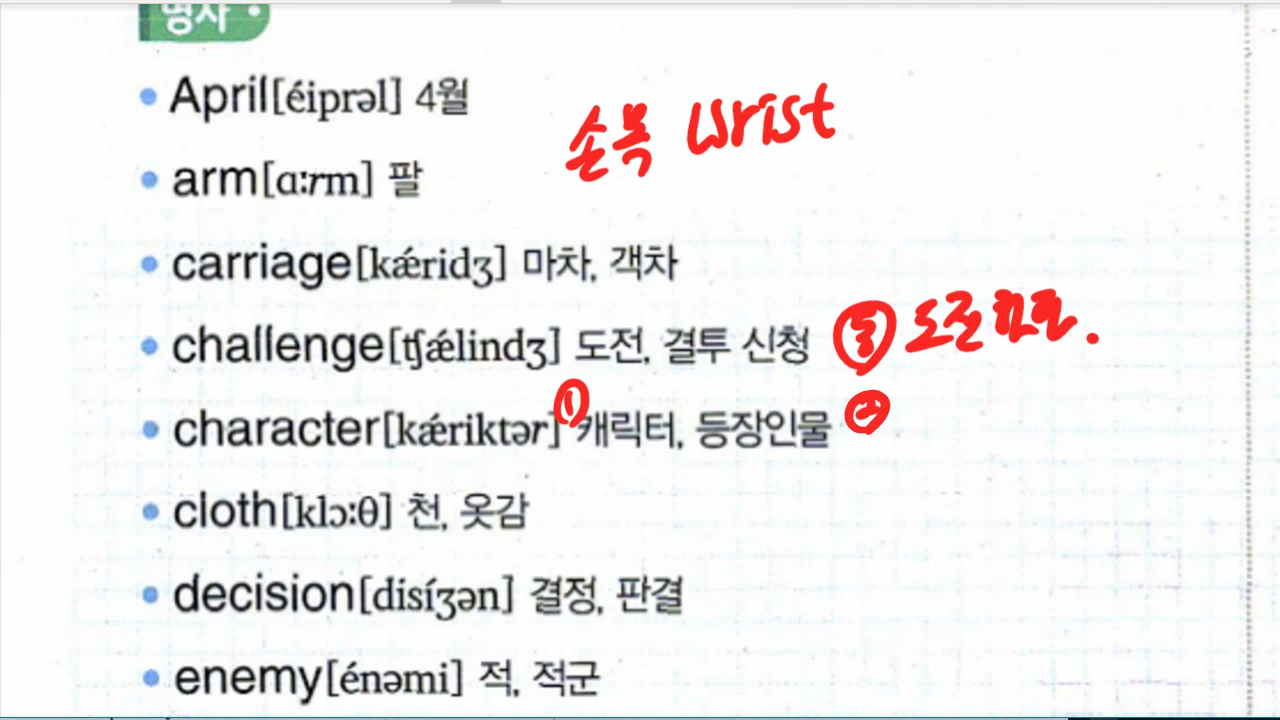 명사
• April[éiprəl] 4월
손목 wrist
• arm[ɑːrm] 팔
• carriage[kǽridʒ] 마차, 객차
• challenge[tʃǽlindʒ] 도전, 결투 신청
• character[kǽriktər] ① 캐릭터, 등장인물 ②
• cloth[klɔːθ] 천, 옷감
• decision[disíʒən] 결정, 판결
• enemy[énəmi] 적, 적군